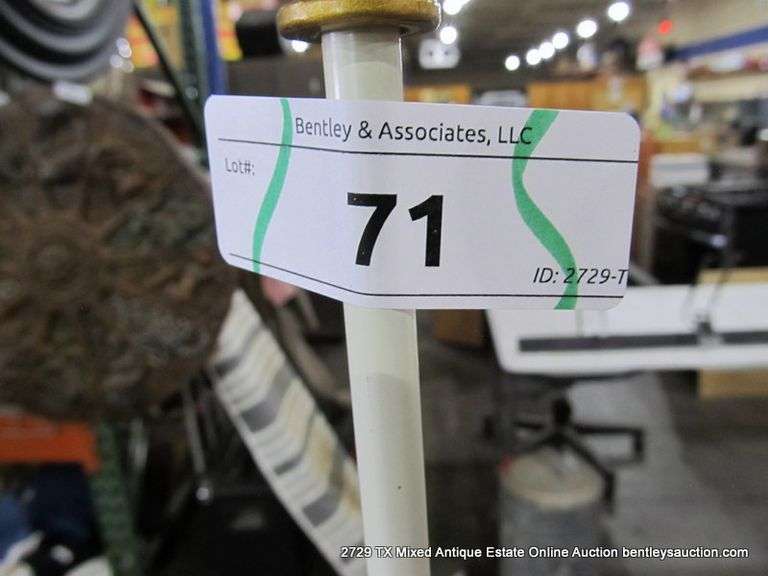 Bentley & Associates, LLC
Lot#:
71
ID: 2729-T
2729 TX Mixed Antique Estate Online Auction bentleysauction.com